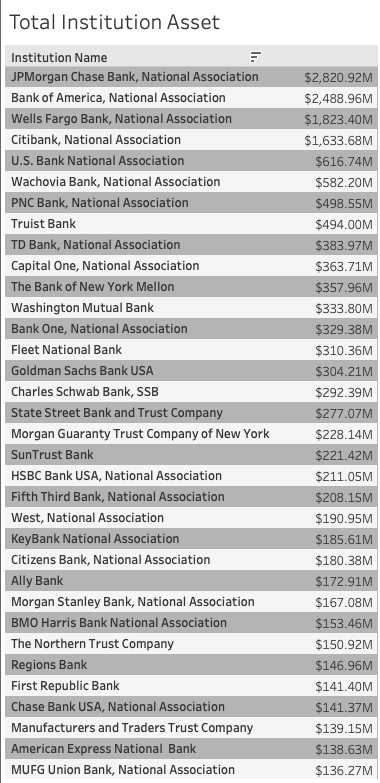 Total Institution Asset
Institution Name
JPMorgan Chase Bank, National Association $2,820.92M
Bank of America, National Association $2,488.96M
Wells Fargo Bank, National Association $1,823.40M
Citibank, National Association $1,633.68M
U.S. Bank National Association $616.74M
Wachovia Bank, National Association $582.20M
PNC Bank, National Association $498.55M
Truist Bank $494.00M
TD Bank, National Association $383.97M
Capital One, National Association $363.71M
The Bank of New York Mellon $357.96M
Washington Mutual Bank $333.80M
Bank One, National Association $329.38M
Fleet National Bank $310.36M
Goldman Sachs Bank USA $304.21M
Charles Schwab Bank, SSB $292.39M
State Street Bank and Trust Company $277.07M
Morgan Guaranty Trust Company of New York $228.14M
SunTrust Bank $221.42M
HSBC Bank USA, National Association $211.05M
Fifth Third Bank, National Association $208.15M
West, National Association $190.95M
KeyBank National Association $185.61M
Citizens Bank, National Association $180.38M
Ally Bank $172.91M
Morgan Stanley Bank, National Association $167.08M
BMO Harris Bank National Association $153.46M
The Northern Trust Company $150.92M
Regions Bank $146.96M
First Republic Bank $141.40M
Chase Bank USA, National Association $141.37M
Manufacturers and Traders Trust Company $139.15M
American Express National Bank $138.63M
MUFG Union Bank, National Association $136.27M